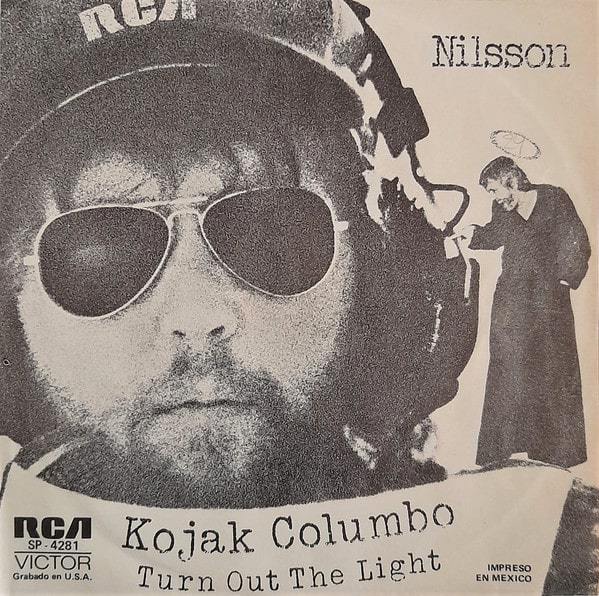 RCA
Nilsson
Kojak Columbo
Turn Out The Light
RCA
SP - 4281
VICTOR
Grabado en U.S.A.
IMPRESO
EN MEXICO